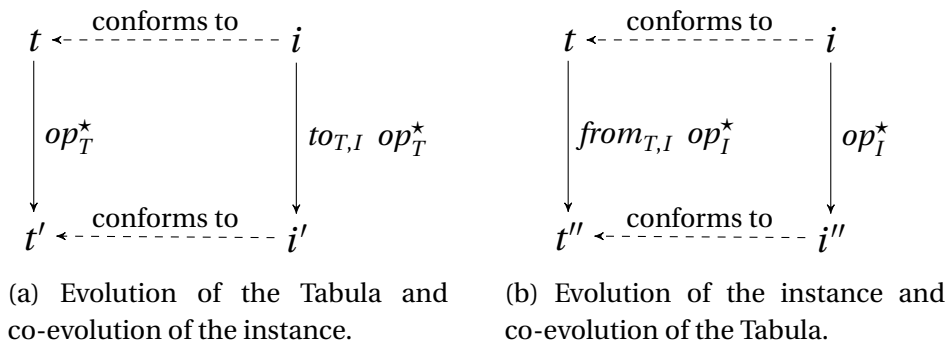 conforms to
t i
op⋆T to T,I op⋆T
conforms to
t′ i′
(a) Evolution of the Tabula and
co-evolution of the instance.
conforms to
t i
from T,I op⋆I op⋆I
conforms to
t″ i″
(b) Evolution of the instance and
co-evolution of the Tabula.